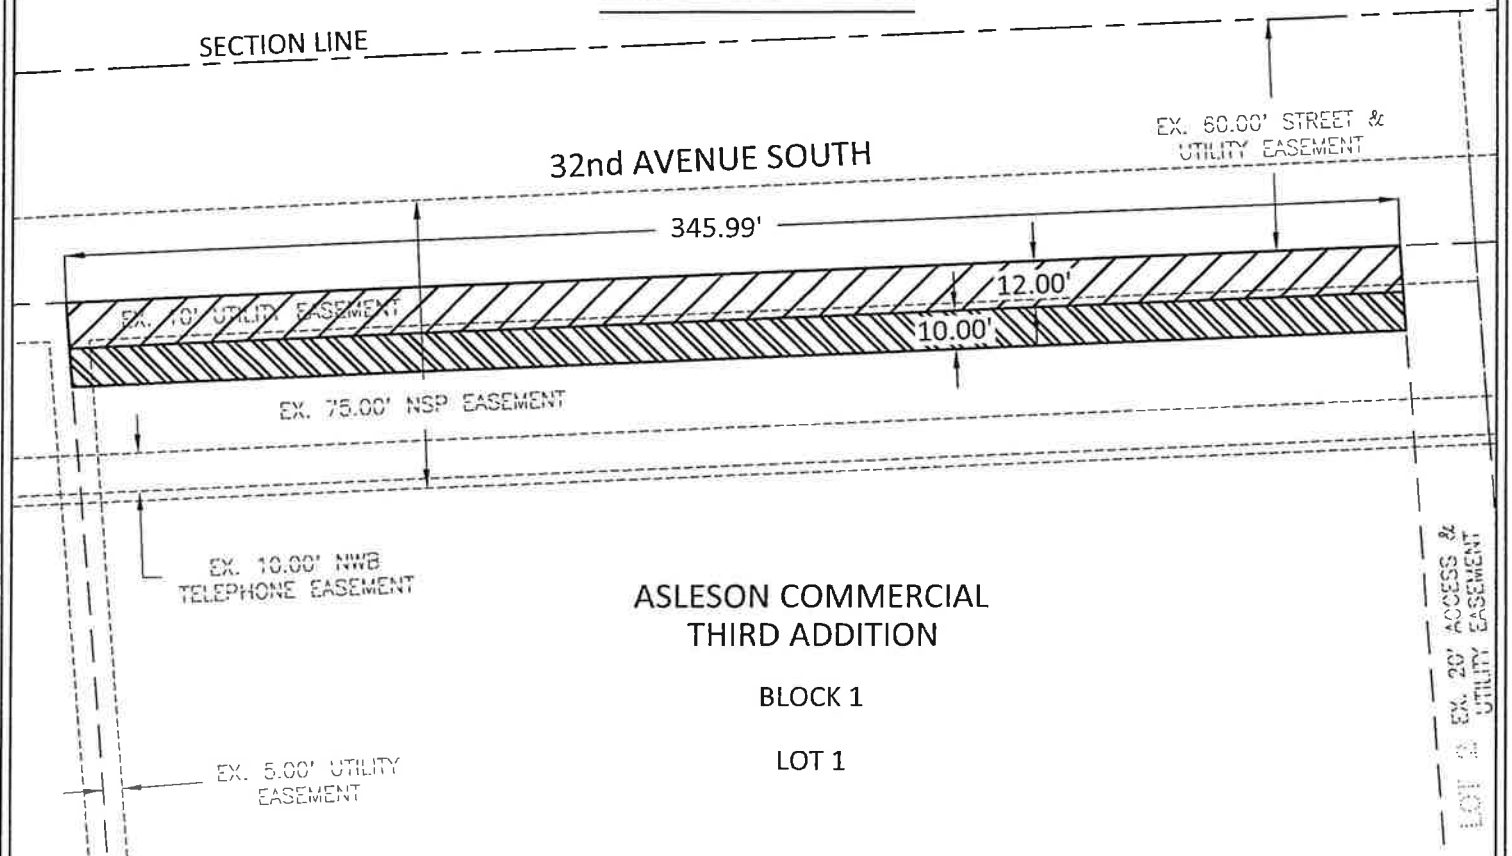 SECTION LINE
EX. 60.00' STREET &
UTILITY EASEMENT
32nd AVENUE SOUTH
345.99'
12.00'
EX. 10' UTILITY EASEMENT
10.00'
EX. 75.00' NSP EASEMENT
EX. 10.00' NWB
TELEPHONE EASEMENT
ASLESON COMMERCIAL
THIRD ADDITION
BLOCK 1
LOT 1
EX. 5.00' UTILITY
EASEMENT
EX. 20' ACCESS &
UTILITY EASEMENT
LOT 2